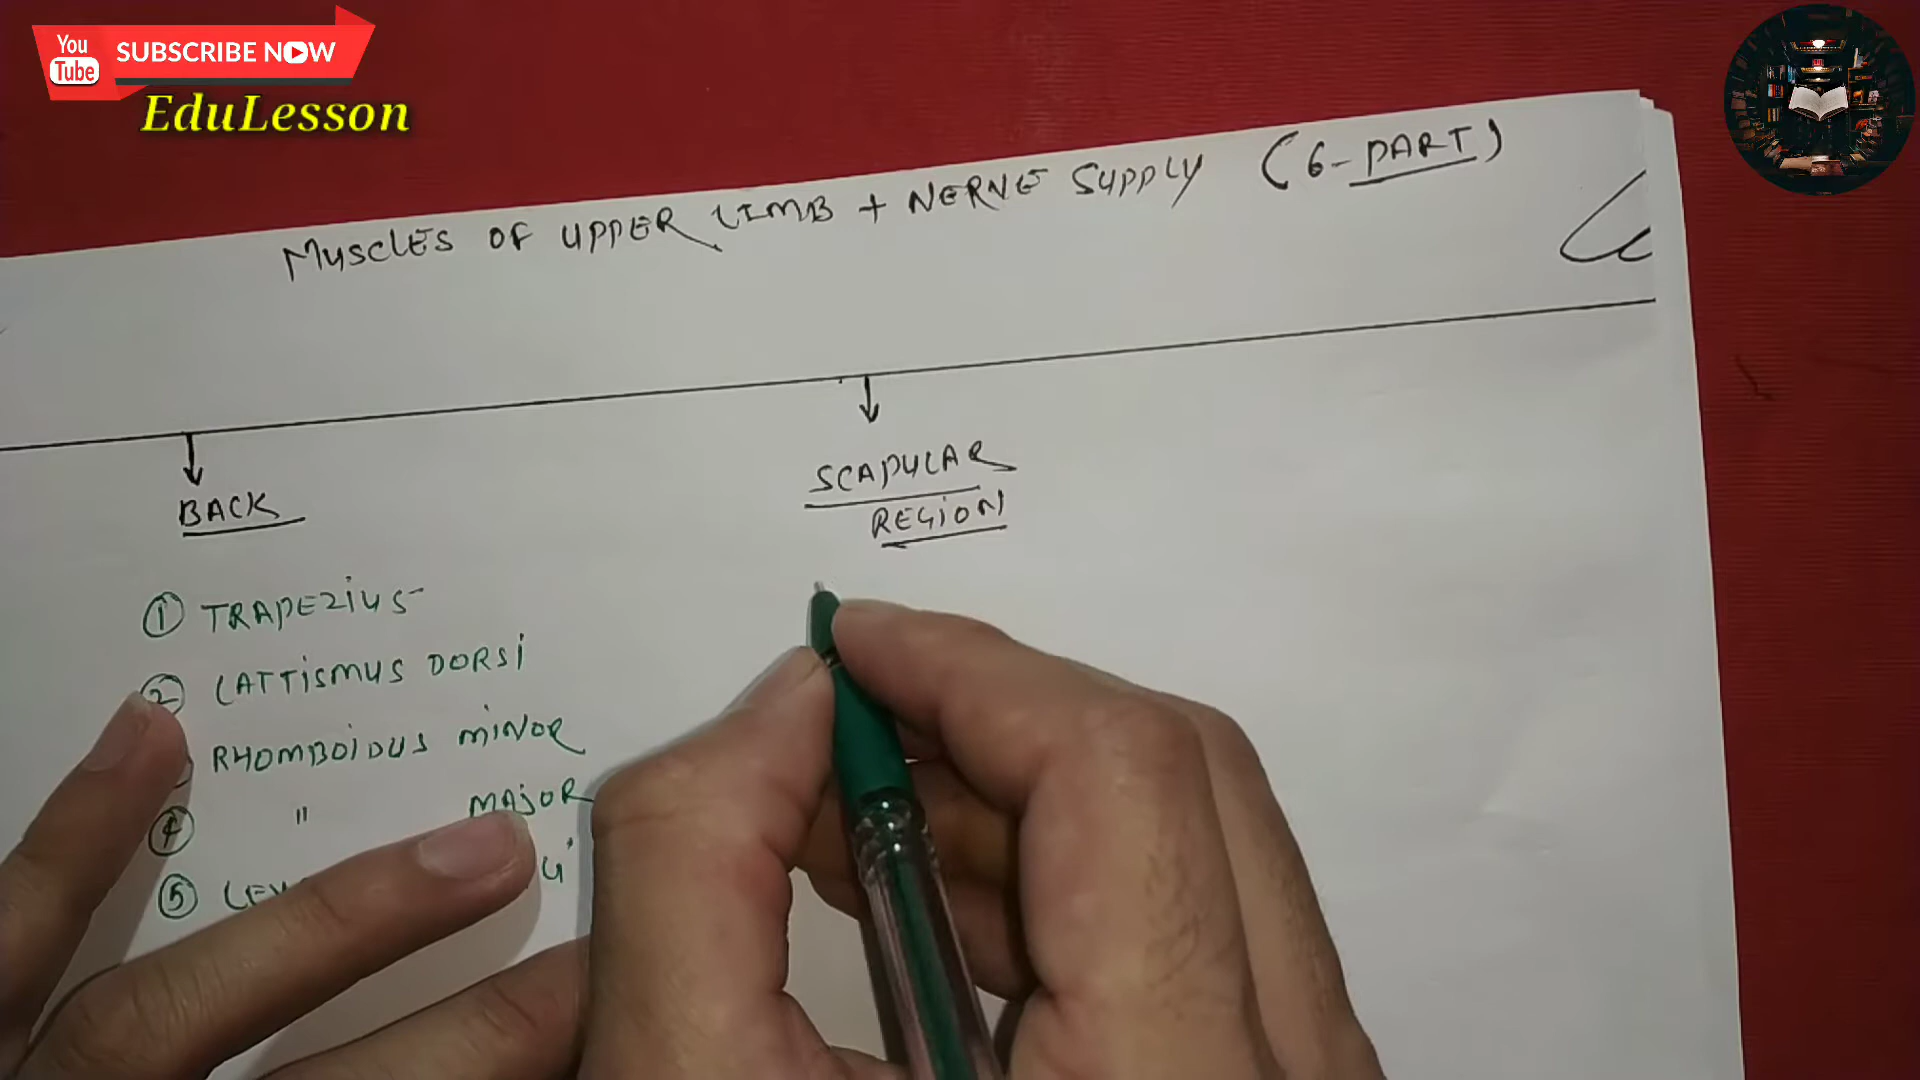 You
Tube
SUBSCRIBE NOW
EduLesson
MUSCLES OF UPPER LIMB + NERVE SUPPLY (6-PART)
BACK
SCAPULAR
REGION
① TRAPEZIUS
② LATTISMUS DORSI
RHOMBOIDUS MINOR
④ " MAJOR
⑤